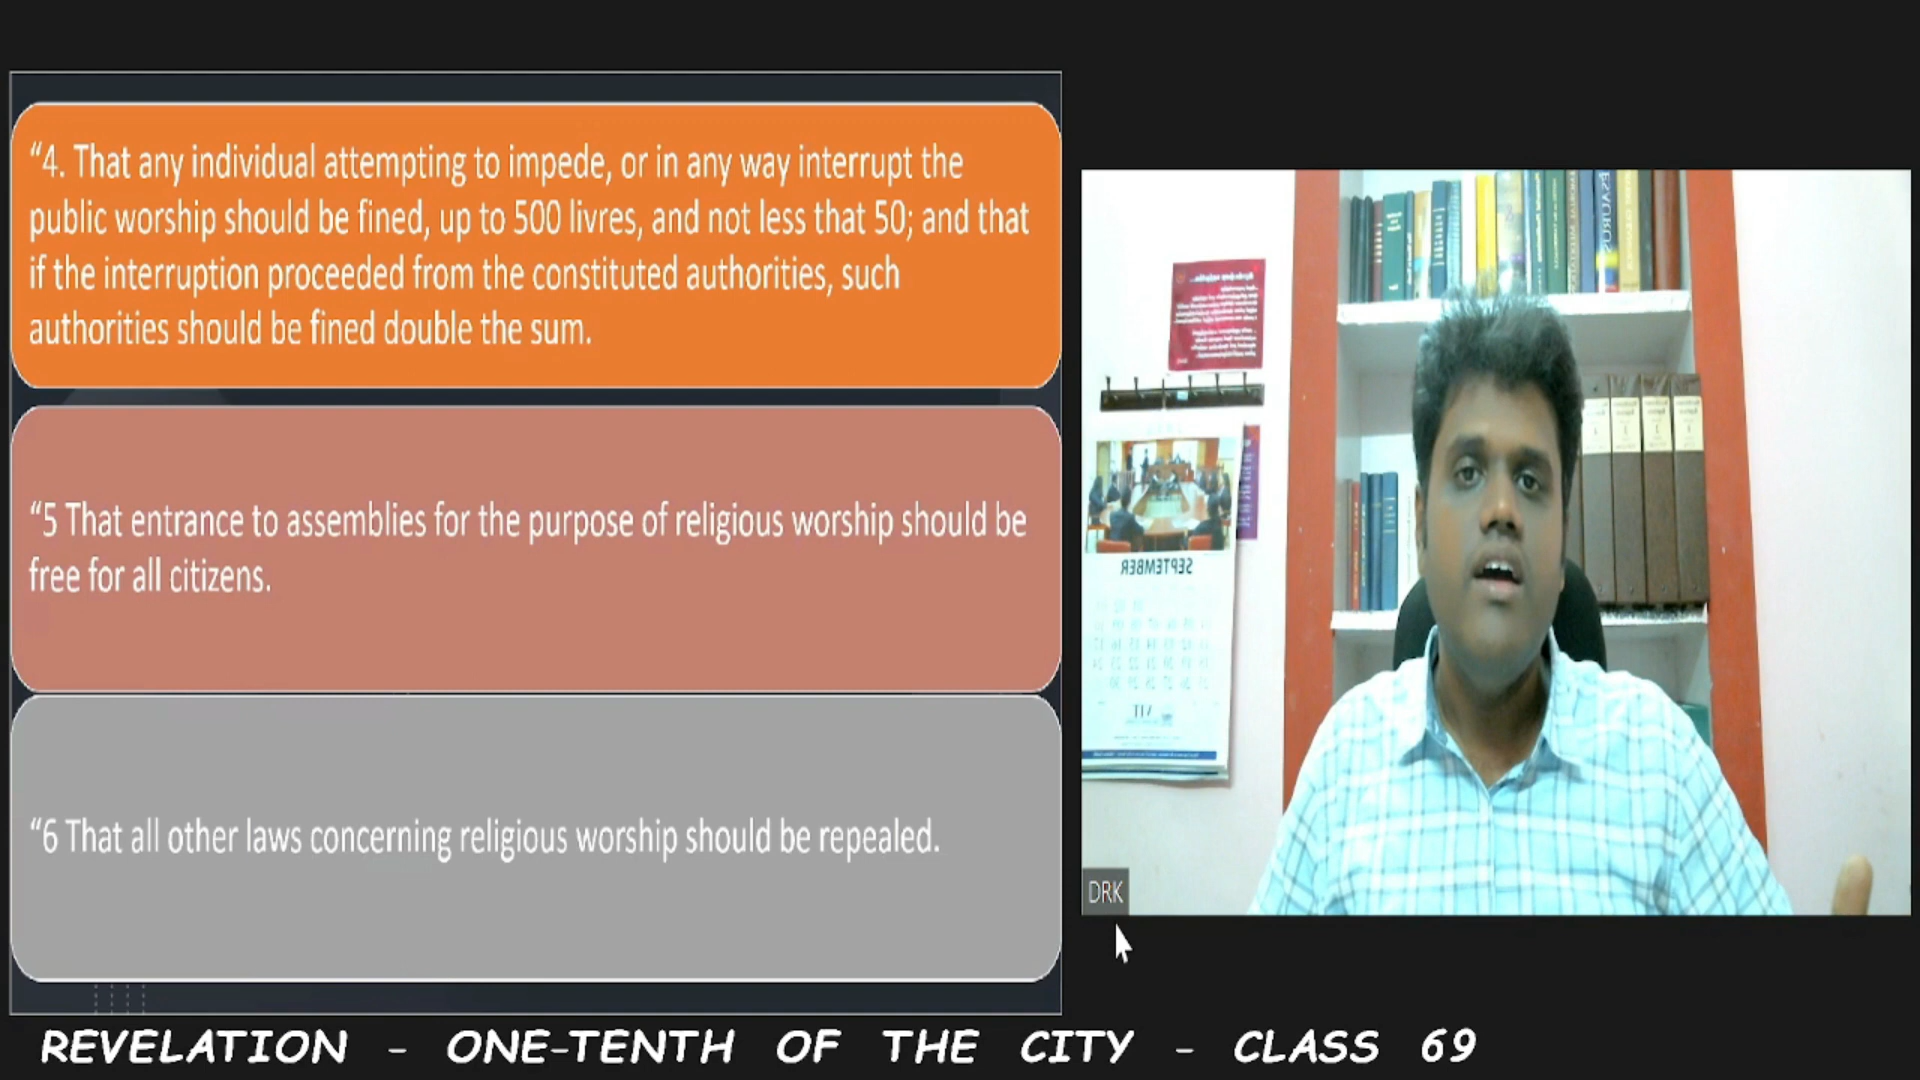 “4. That any individual attempting to impede, or in any way interrupt the
public worship should be fined, up to 500 livres, and not less that 50; and that
if the interruption proceeded from the constituted authorities, such
authorities should be fined double the sum.
“5 That entrance to assemblies for the purpose of religious worship should be
free for all citizens.
“6 That all other laws concerning religious worship should be repealed.
SEPTEMBER
VIT
DRK
REVELATION - ONE-TENTH OF THE CITY - CLASS 69